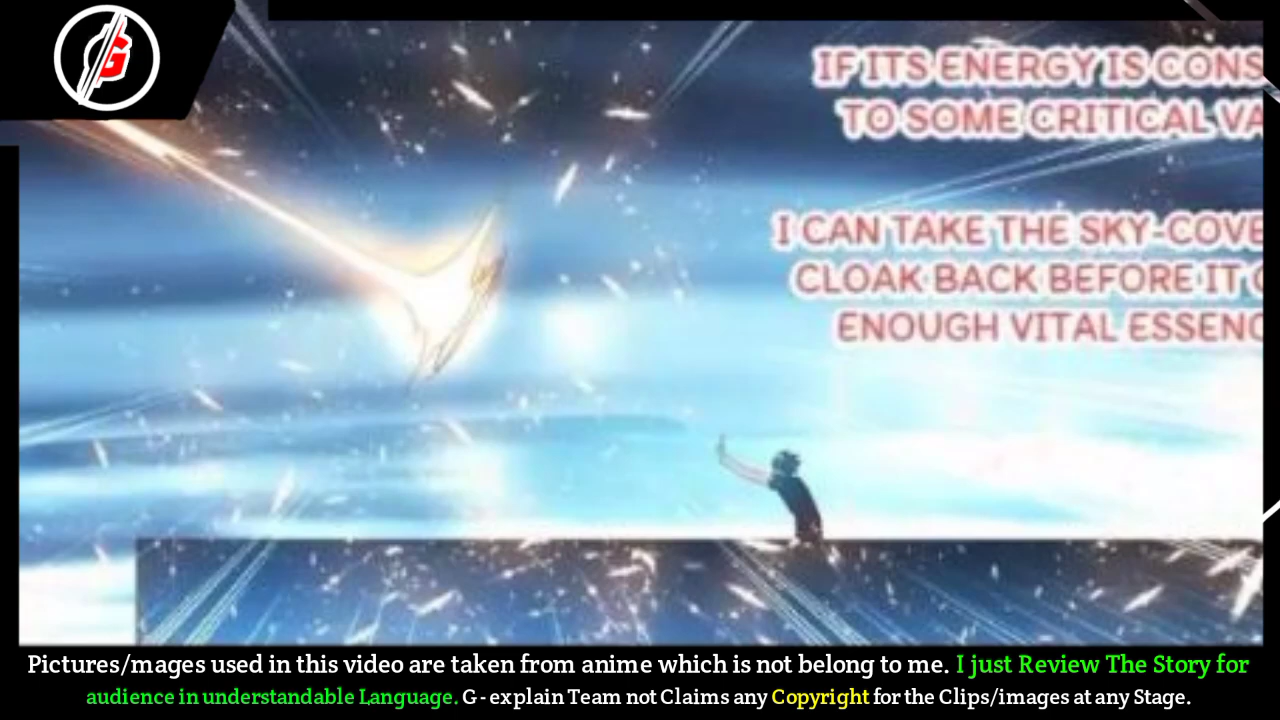 G
IF ITS ENERGY IS CONS
TO SOME CRITICAL VA
I CAN TAKE THE SKY-COVE
CLOAK BACK BEFORE IT
ENOUGH VITAL ESSENC
Pictures/mages used in this video are taken from anime which is not belong to me. I just Review The Story for
audience in understandable Language. G-explain Team not Claims any Copyright for the Clips/images at any Stage.